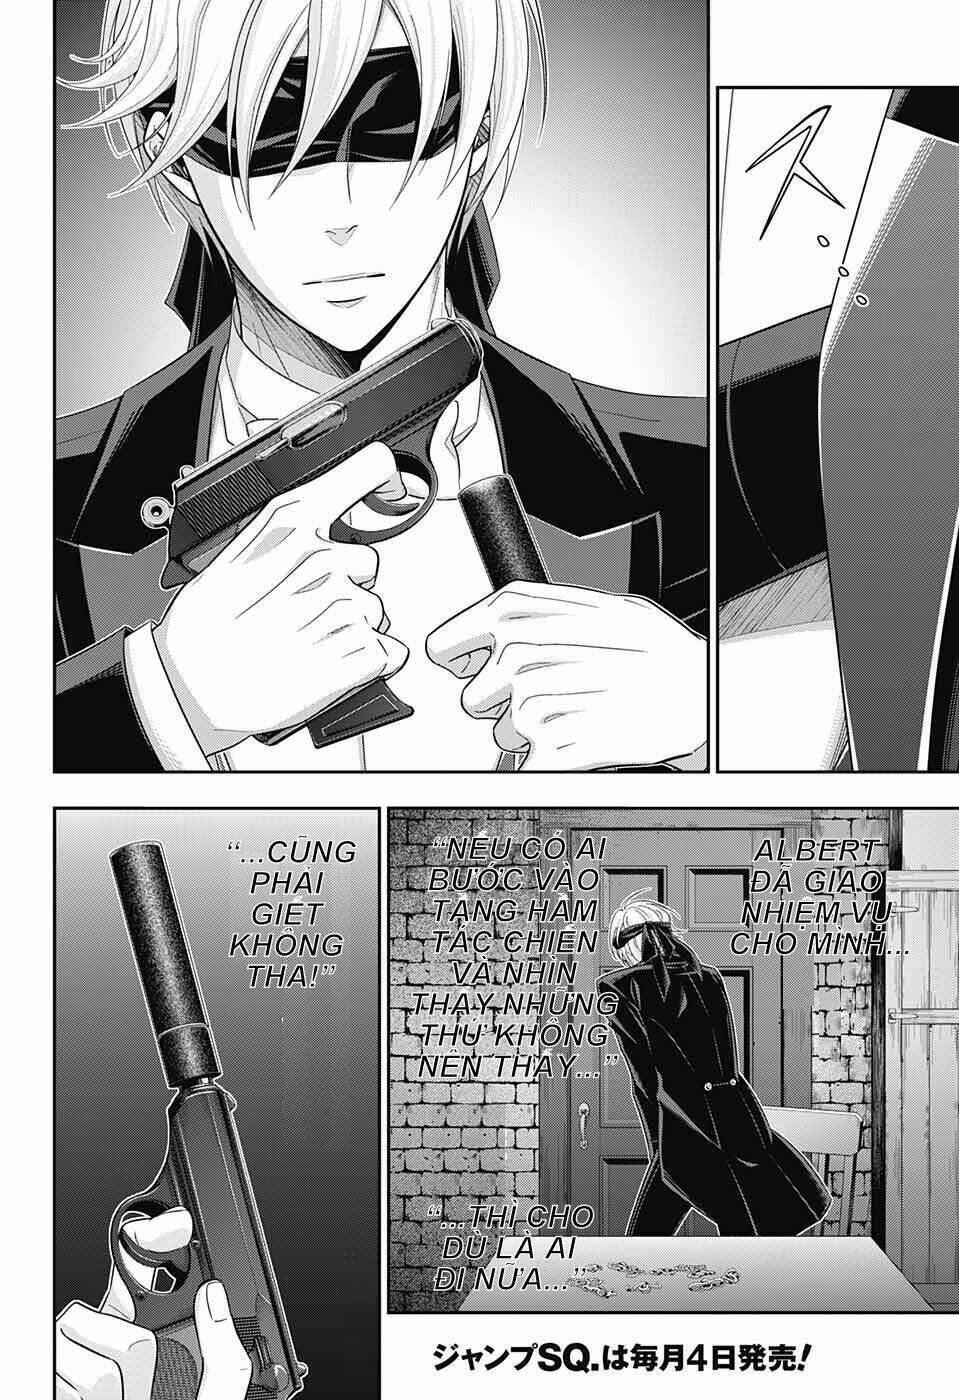 ス
ALBERT
ĐÃ GIAO
NHIỆM VỤ
CHO MÌNH...
“NẾU CÓ AI
BƯỚC VÀO
TẦNG HẦM
TÁC CHIẾN
VÀ NHÌN
THẤY NHỮNG
THỨ KHÔNG
NÊN THẤY...”
“...THÌ CHO
DÙ LÀ AI
ĐI NỮA...”
“...CŨNG
PHẢI
GIẾT
KHÔNG
THA!”
ジャンプSQ.は毎月4日発売!